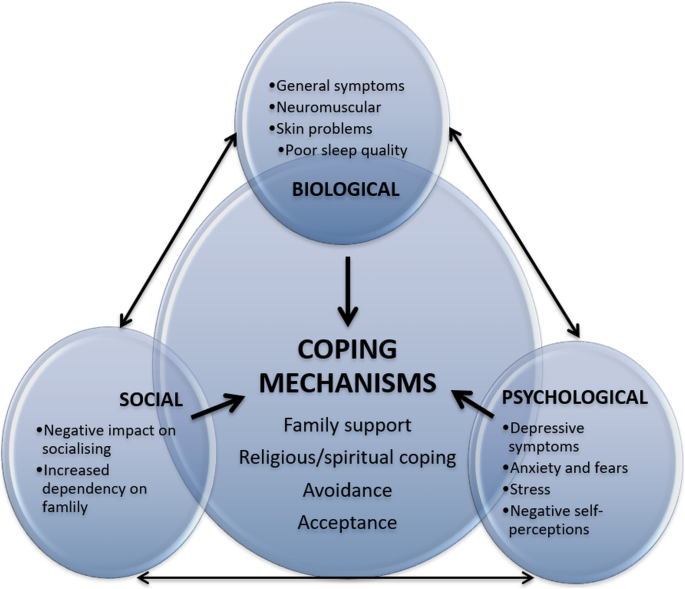 •General symptoms
•Neuromuscular
•Skin problems
•Poor sleep quality
BIOLOGICAL
COPING
MECHANISMS
Family support
Religious/spiritual coping
Avoidance
Acceptance
SOCIAL
•Negative impact on
socialising
•Increased
dependency on
famlily
PSYCHOLOGICAL
•Depressive
symptoms
•Anxiety and fears
•Stress
•Negative self-
perceptions